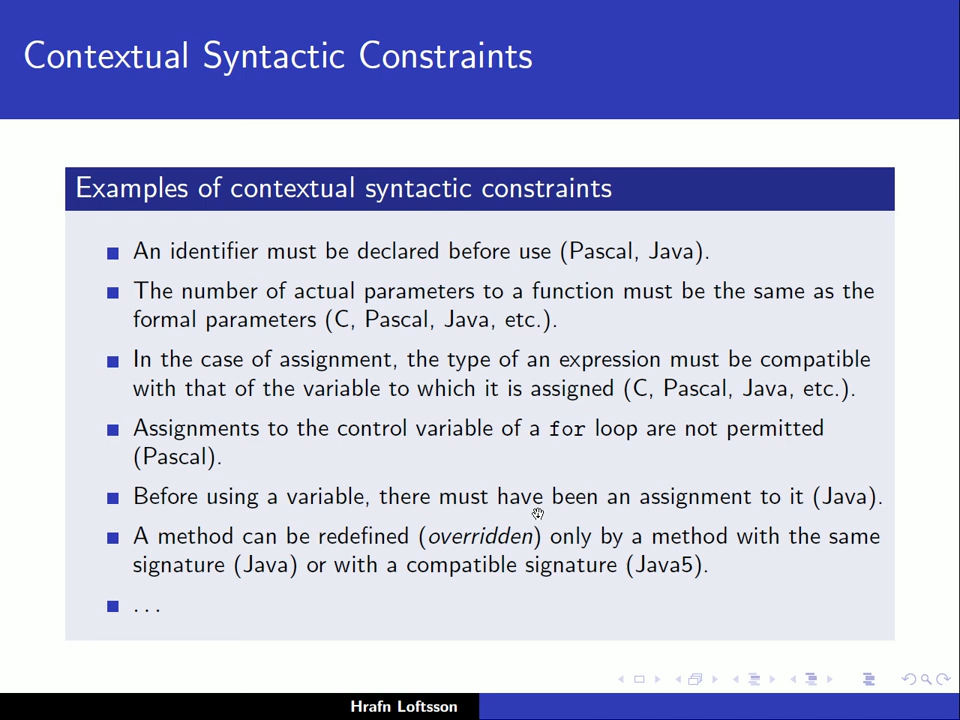 Contextual Syntactic Constraints
Examples of contextual syntactic constraints
An identifier must be declared before use (Pascal, Java).
The number of actual parameters to a function must be the same as the
formal parameters (C, Pascal, Java, etc.).
In the case of assignment, the type of an expression must be compatible
with that of the variable to which it is assigned (C, Pascal, Java, etc.).
Assignments to the control variable of a for loop are not permitted
(Pascal).
Before using a variable, there must have been an assignment to it (Java).
A method can be redefined (overridden) only by a method with the same
signature (Java) or with a compatible signature (Java5).
...
Hrafn Loftsson